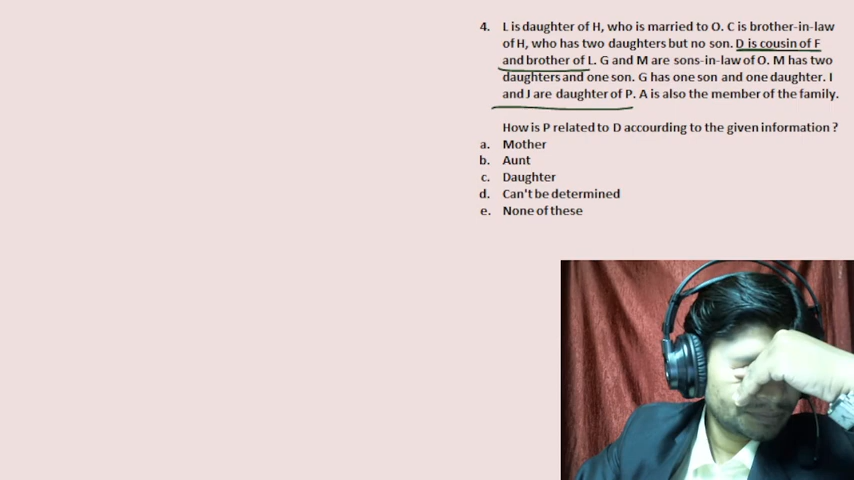 4. L is daughter of H, who is married to O. C is brother-in-law
of H, who has two daughters but no son. D is cousin of F
and brother of L. G and M are sons-in-law of O. M has two
daughters and one son. G has one son and one daughter. I
and J are daughter of P. A is also the member of the family.
How is P related to D accourding to the given information ?
a. Mother
b. Aunt
c. Daughter
d. Can't be determined
e. None of these